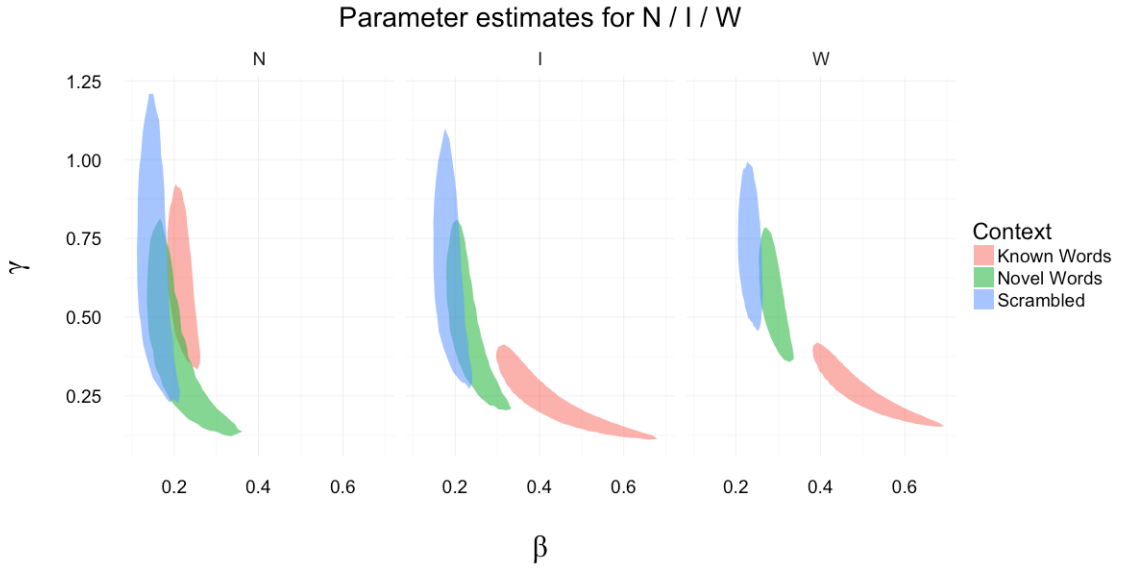 Parameter estimates for N / I / W
N I W
1.25
1.00
0.75
0.50
0.25
γ
0.2 0.4 0.6 0.2 0.4 0.6 0.2 0.4 0.6
β
Context
Known Words
Novel Words
Scrambled